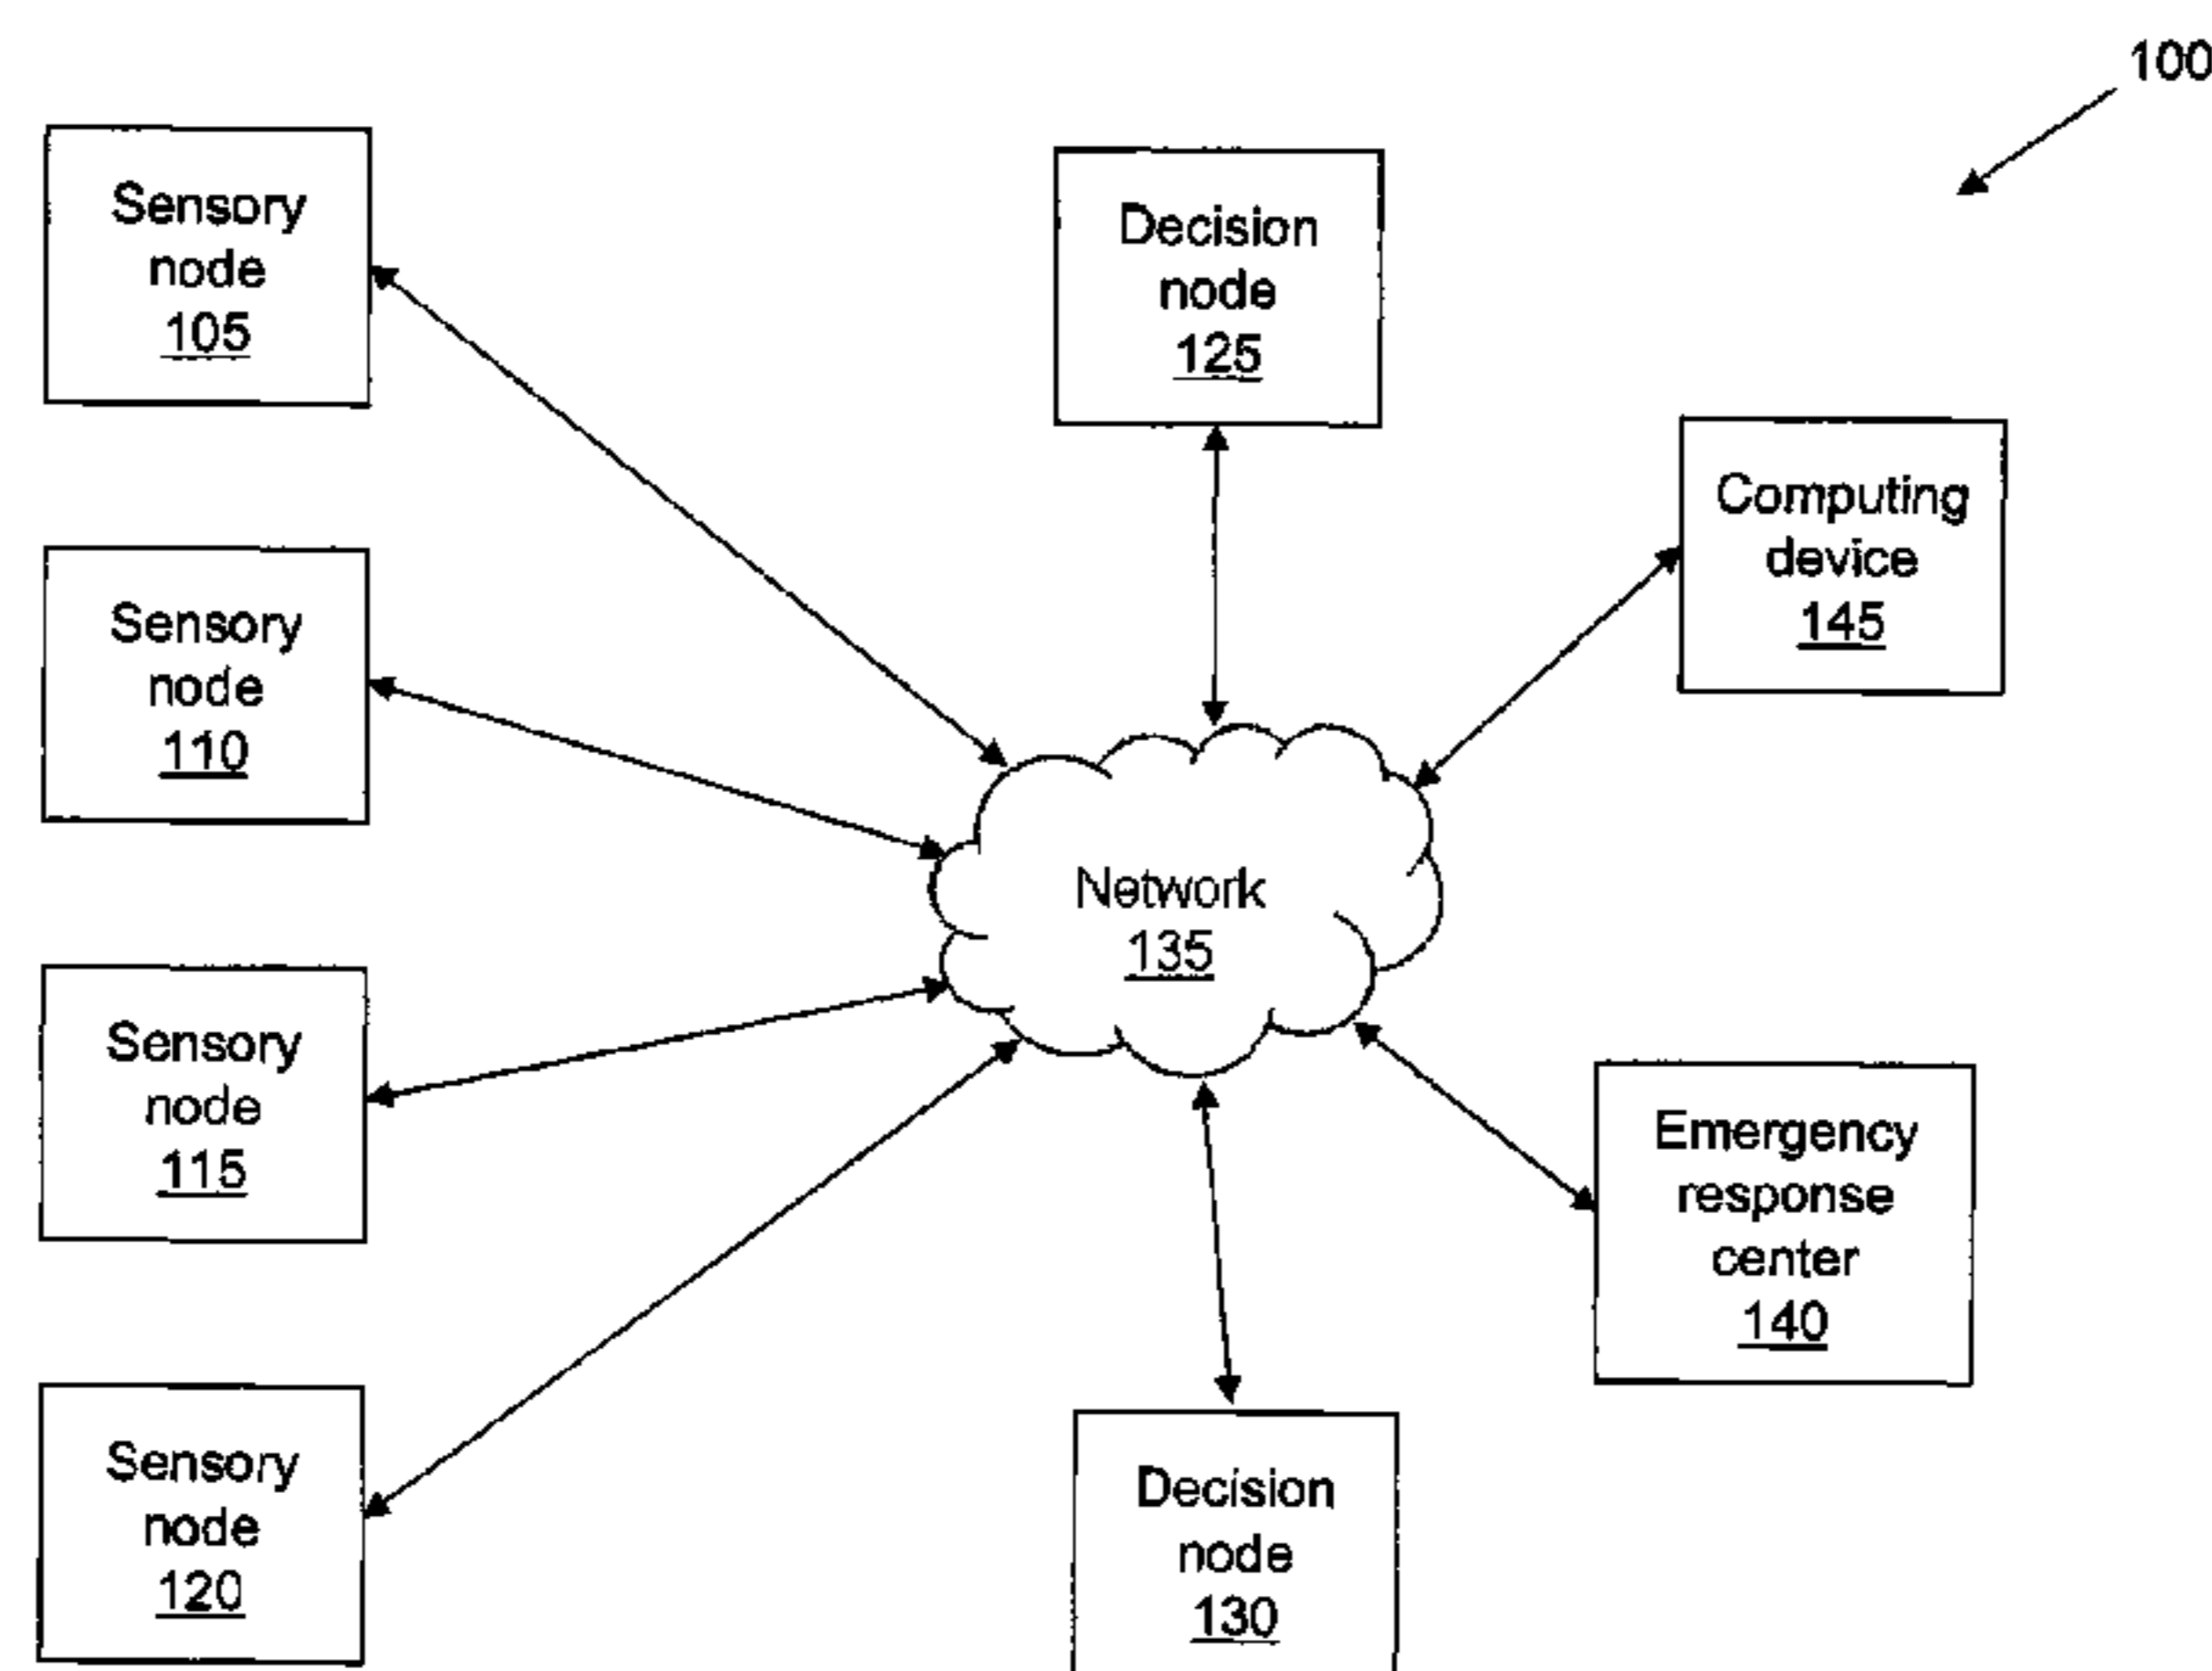 100
Sensory
node
105
Decision
node
125
Computing
device
145
Sensory
node
110
Network
135
Sensory
node
115
Emergency
response
center
140
Sensory
node
120
Decision
node
130